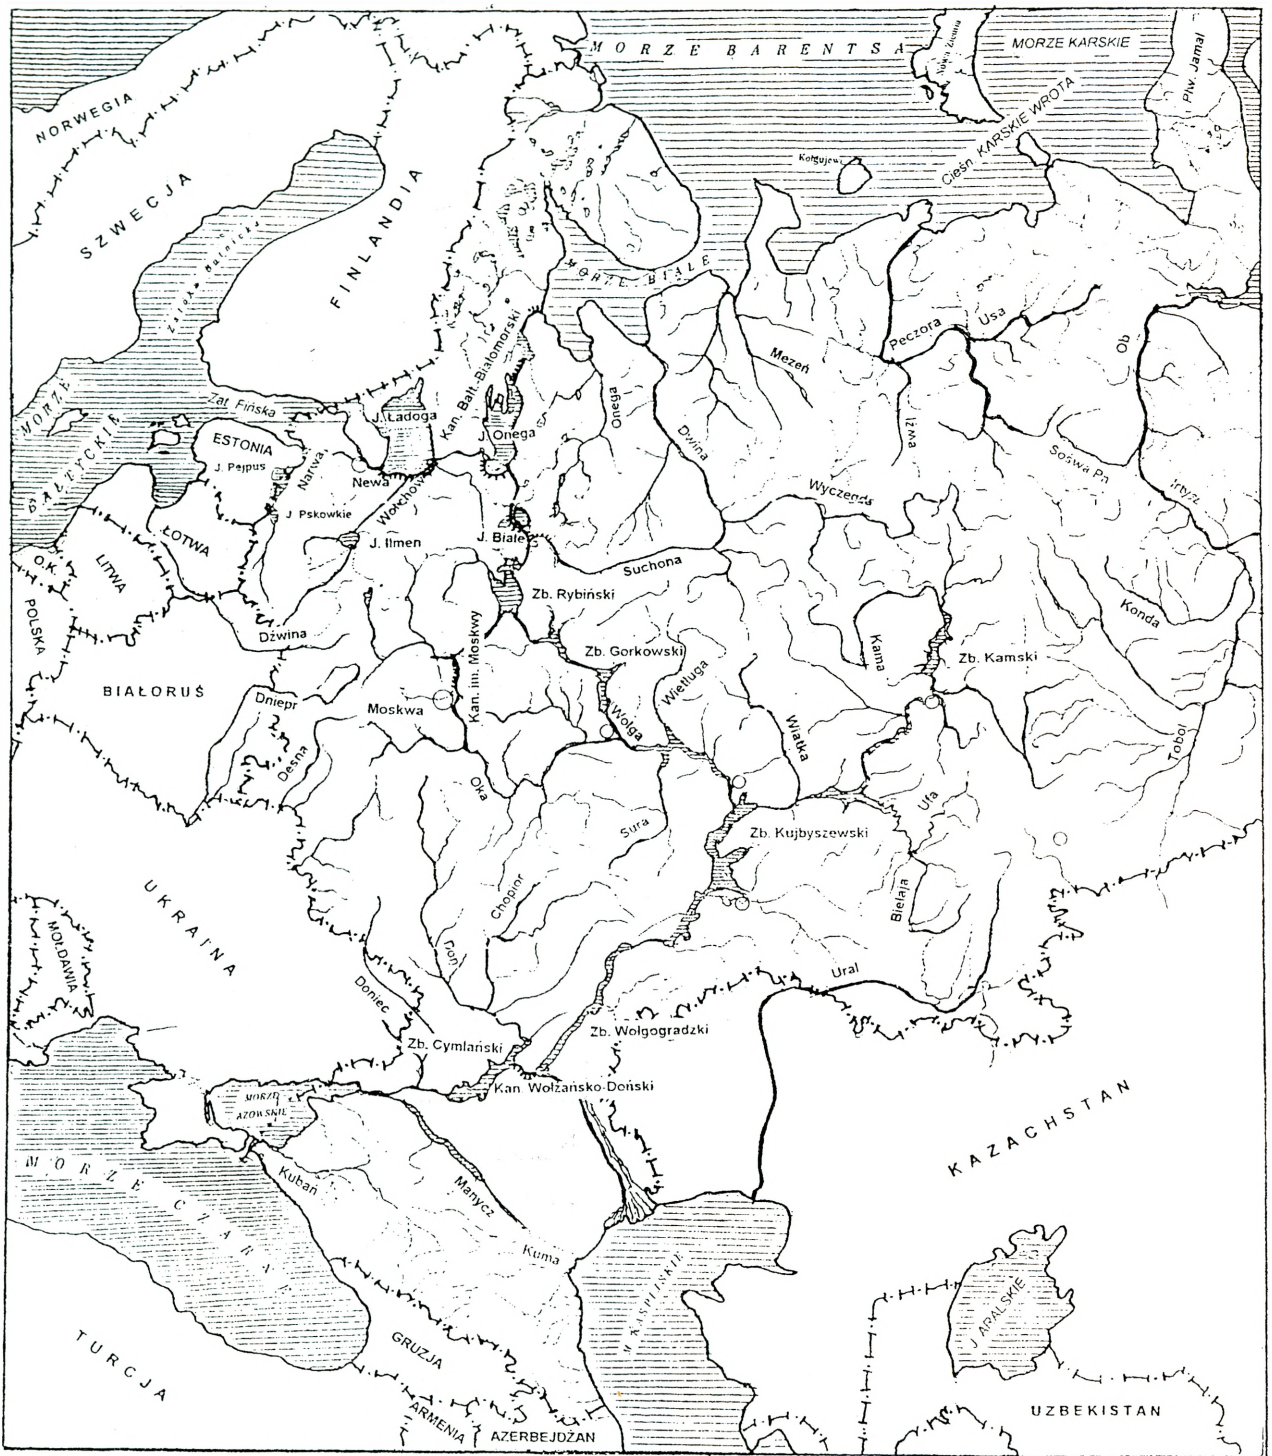 MORZE BARENTSA
MORZE KARSKIE
Nowa Ziemia
Płw. Jamal
NORWEGIA
Cieśn. KARSKIE WROTA
Kołgujew
SZWECJA
FINLANDIA
Zatoka Botnicka
MORZE BIAŁE
Peczora
Usa
Ob
Kan. Bałt.-Białomorski
Mezeń
MORZE
BAŁTYCKIE
Zat. Fińska
J. Ładoga
Onega
J. Onega
Dwina
Iżwa
ESTONIA
J. Pejpus
Narwa
Newa
Wołchow
Sośwa Pn
Irtysz
Wyczegda
J Pskowkie
ŁOTWA
J. Ilmen
J. Białe
O.K.
LITWA
Suchona
Zb. Rybiński
POLSKA
Konda
Dźwina
Kan. im. Moskwy
Zb. Gorkowski
Kama
Zb. Kamski
Wietługa
BIAŁORUŚ
Dniepr
Moskwa
Wołga
Wiatka
Tobol
Desna
Oka
Ufa
Sura
Zb. Kujbyszewski
UKRAINA
Chopior
Bielaja
MOŁDAWIA
Don
Doniec
Ural
Zb. Wołgogradzki
Zb. Cymlański
Kan. Wołżańsko-Doński
MORZE
AZOWSKIE
KAZACHSTAN
MORZE CZARNE
Kubań
Manycz
Kuma
M KASPIJSKIE
J ARALSKIE
TURCJA
GRUZJA
ARMENIA
AZERBEJDŻAN
UZBEKISTAN